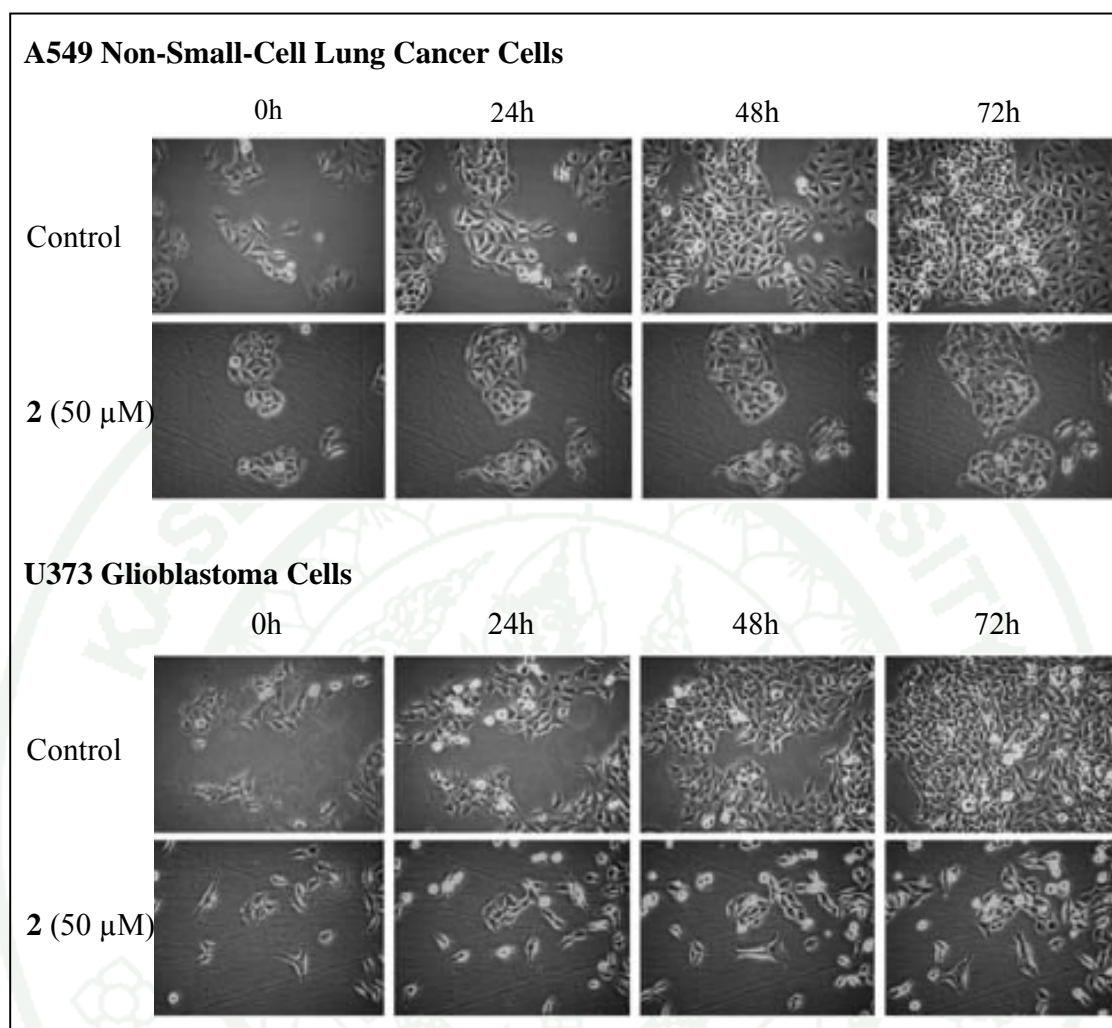 A549 Non-Small-Cell Lung Cancer Cells
0h 24h 48h 72h
Control
2 (50 µM)
U373 Glioblastoma Cells
0h 24h 48h 72h
Control
2 (50 µM)